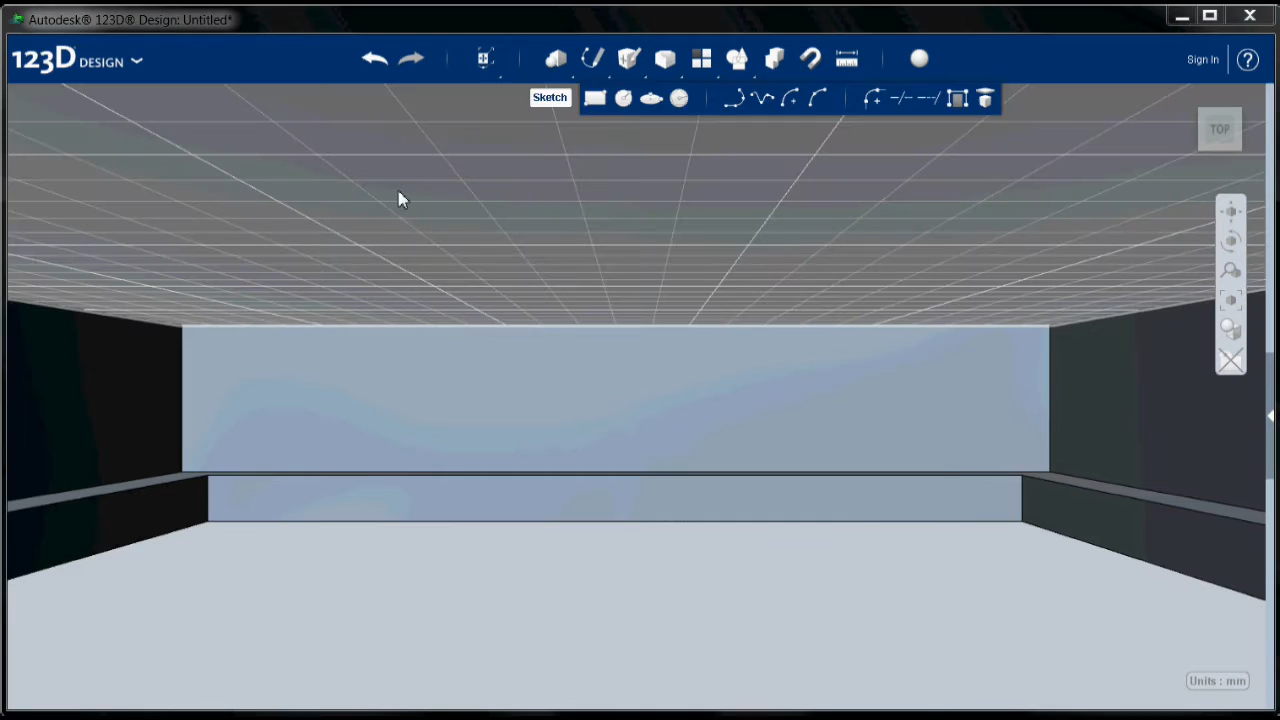 Autodesk® 123D® Design: Untitled*
123D DESIGN
Sign In
?
Sketch
TOP
Units : mm